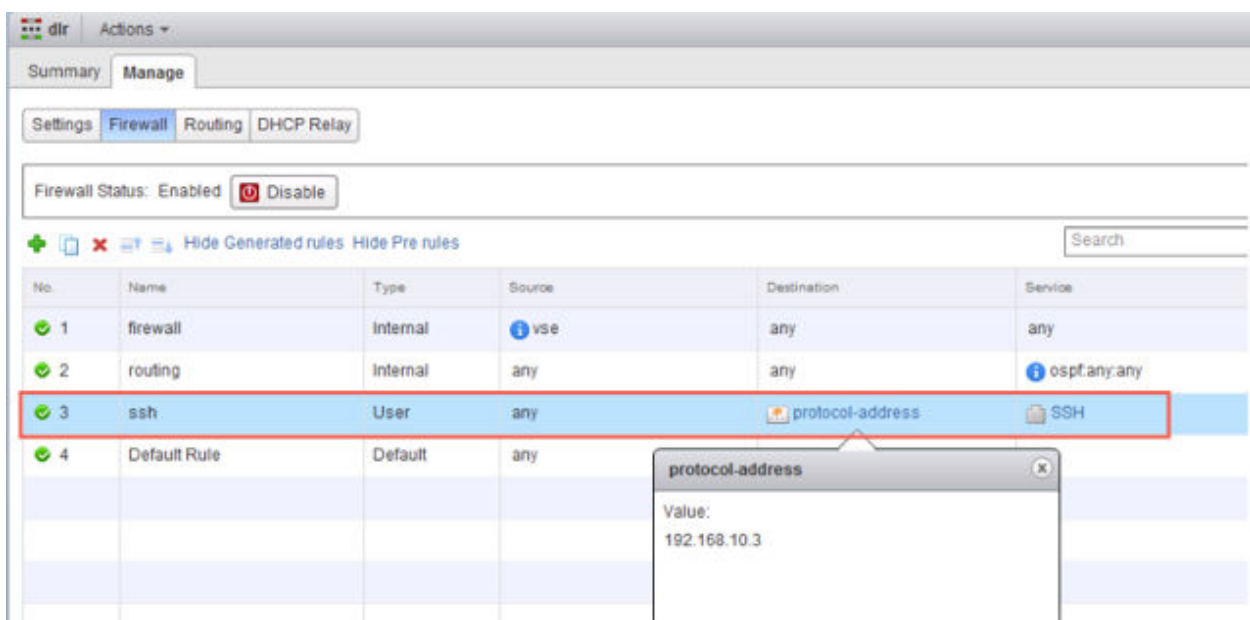 dlr Actions
Summary Manage
Settings Firewall Routing DHCP Relay
Firewall Status: Enabled Disable
Hide Generated rules Hide Pre rules Search
No. Name Type Source Destination Service
1 firewall Internal vse any any
2 routing Internal any any ospf:any:any
3 ssh User any protocol-address SSH
4 Default Rule Default any
protocol-address
Value:
192.168.10.3